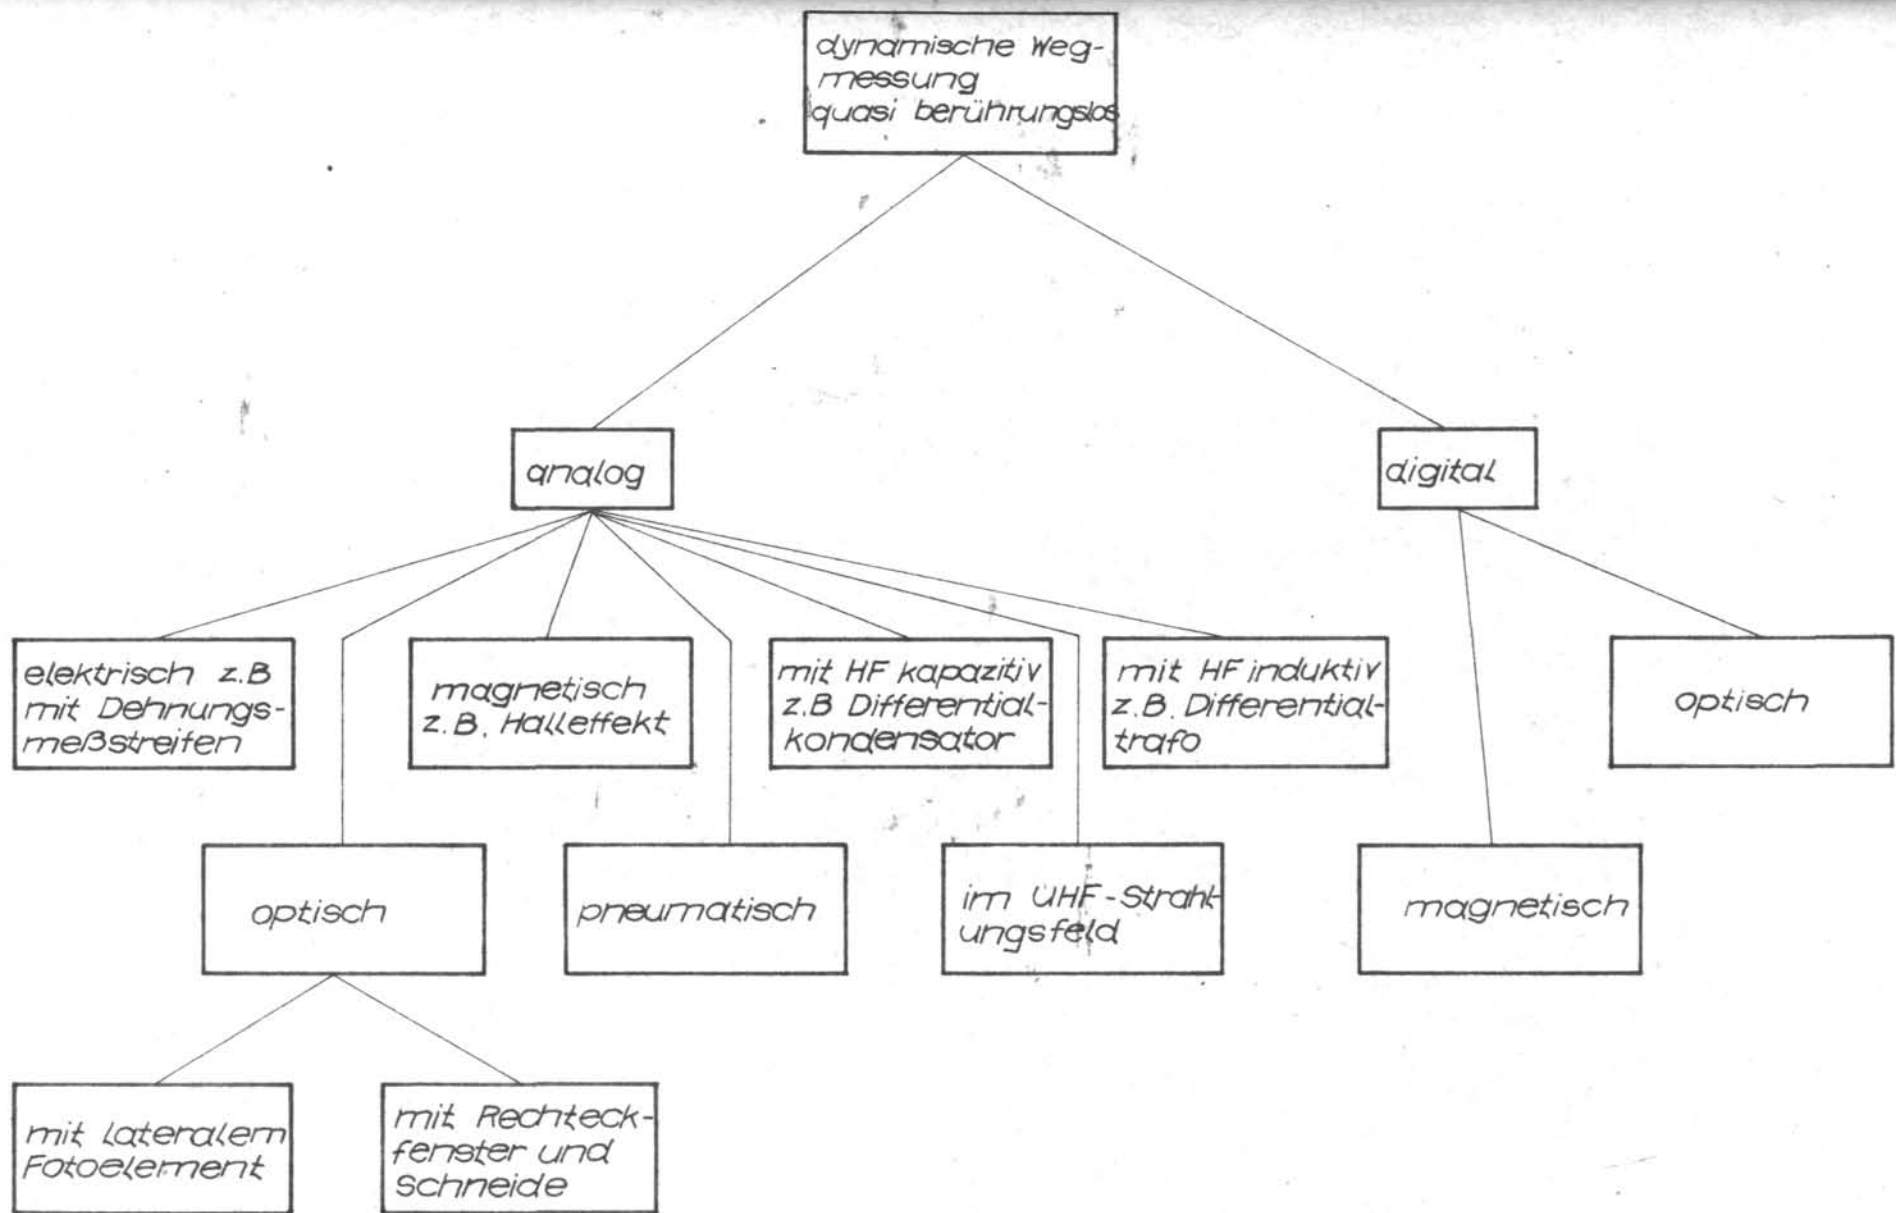 dynamische Weg-
messung
quasi berührungslos
analog
digital
elektrisch z.B
mit Dehnungs-
meßstreifen
magnetisch
z.B. Halleffekt
mit HF kapazitiv
z.B Differential-
kondensator
mit HF induktiv
z.B. Differential-
trafo
optisch
optisch
pneumatisch
im UHF-Strahl-
ungsfeld
magnetisch
mit lateralem
Fotoelement
mit Rechteck-
fenster und
Schneide